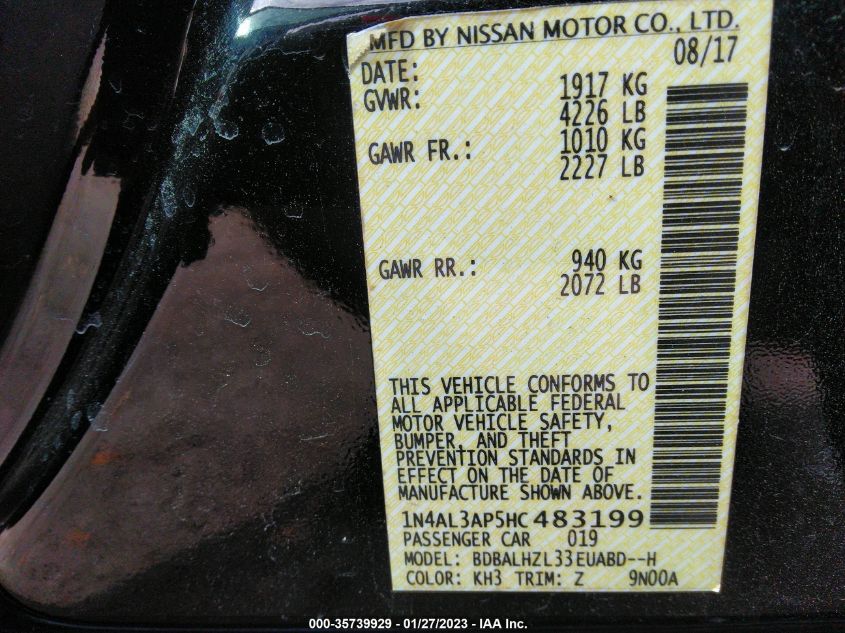 MFD BY NISSAN MOTOR CO., LTD.
DATE: 08/17
GVWR: 1917 KG
4226 LB
GAWR FR.: 1010 KG
2227 LB
GAWR RR.: 940 KG
2072 LB
THIS VEHICLE CONFORMS TO
ALL APPLICABLE FEDERAL
MOTOR VEHICLE SAFETY,
BUMPER, AND THEFT
PREVENTION STANDARDS IN
EFFECT ON THE DATE OF
MANUFACTURE SHOWN ABOVE.
1N4AL3AP5HC483199
PASSENGER CAR 019
MODEL: BDBALHZL33EUABD--H
COLOR: KH3 TRIM: Z 9N00A
000-35739929 - 01/27/2023 - IAA Inc.